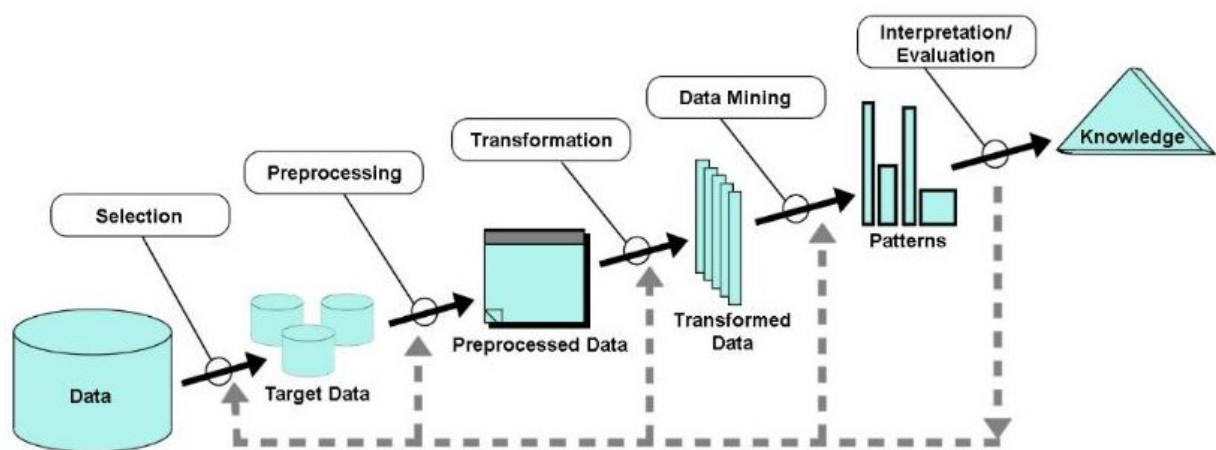 Interpretation/
Evaluation
Data Mining
Transformation
Preprocessing
Selection
Data
Target Data
Preprocessed Data
Transformed
Data
Patterns
Knowledge